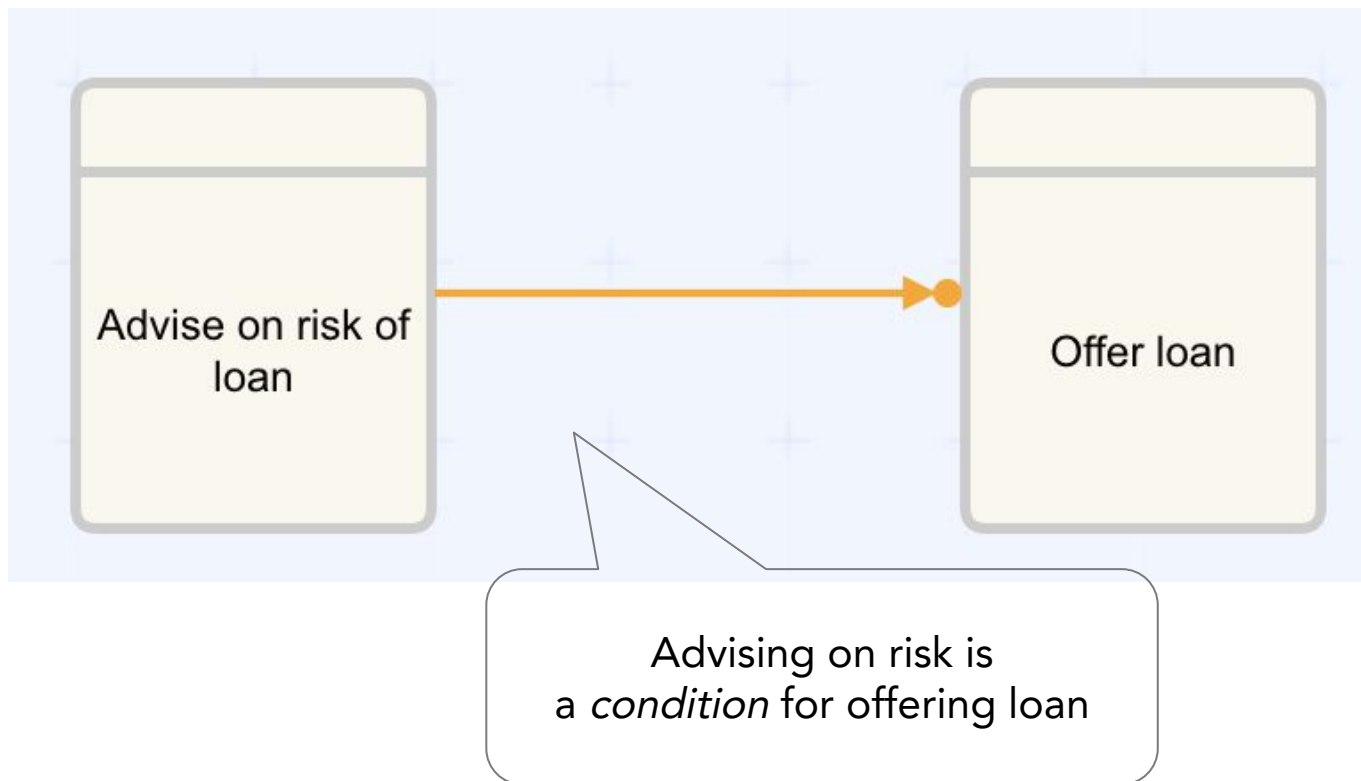 Advise on risk of
loan
Offer loan
Advising on risk is
a condition for offering loan